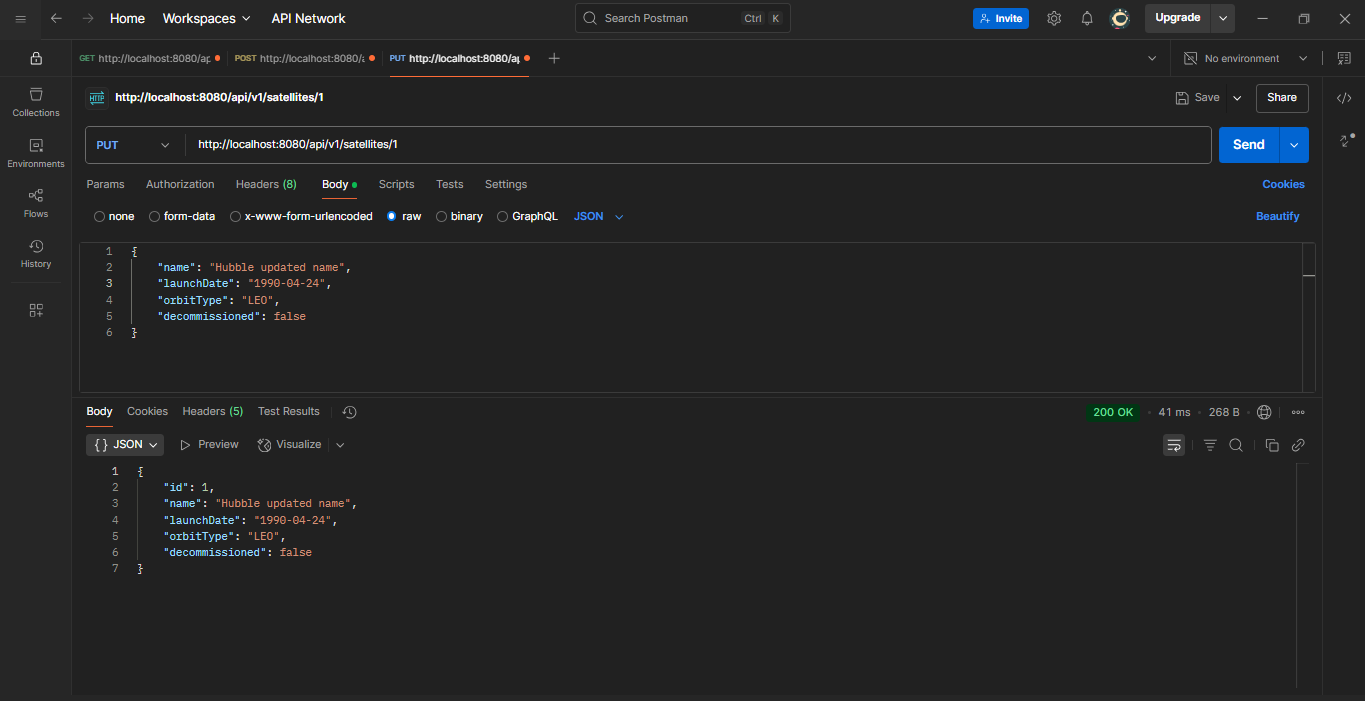 Home Workspaces API Network Search Postman Ctrl K Invite Upgrade
GET http://localhost:8080/ap POST http://localhost:8080/a PUT http://localhost:8080/ap No environment
HTTP http://localhost:8080/api/v1/satellites/1 Save Share
Collections
Environments
Flows
History
PUT http://localhost:8080/api/v1/satellites/1 Send
Params Authorization Headers (8) Body Scripts Tests Settings Cookies
none form-data x-www-form-urlencoded raw binary GraphQL JSON Beautify
1 {
2 "name": "Hubble updated name",
3 "launchDate": "1990-04-24",
4 "orbitType": "LEO",
5 "decommissioned": false
6 }
Body Cookies Headers (5) Test Results 200 OK • 41 ms • 268 B
{} JSON Preview Visualize
1 {
2 "id": 1,
3 "name": "Hubble updated name",
4 "launchDate": "1990-04-24",
5 "orbitType": "LEO",
6 "decommissioned": false
7 }